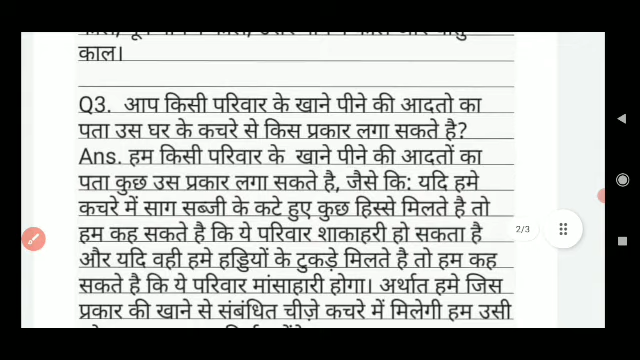 काल।
Q3. आप किसी परिवार के खाने पीने की आदतो का
पता उस घर के कचरे से किस प्रकार लगा सकते है?
Ans. हम किसी परिवार के खाने पीने की आदतों का
पता कुछ उस प्रकार लगा सकते है, जैसे कि: यदि हमे
कचरे में साग सब्जी के कटे हुए कुछ हिस्से मिलते है तो
हम कह सकते है कि ये परिवार शाकाहरी हो सकता है
2/3
और यदि वही हमे हड्डियों के टुकड़े मिलते है तो हम कह
सकते है कि ये परिवार मांसाहारी होगा। अर्थात हमे जिस
प्रकार की खाने से संबंधित चीज़े कचरे में मिलेगी हम उसी